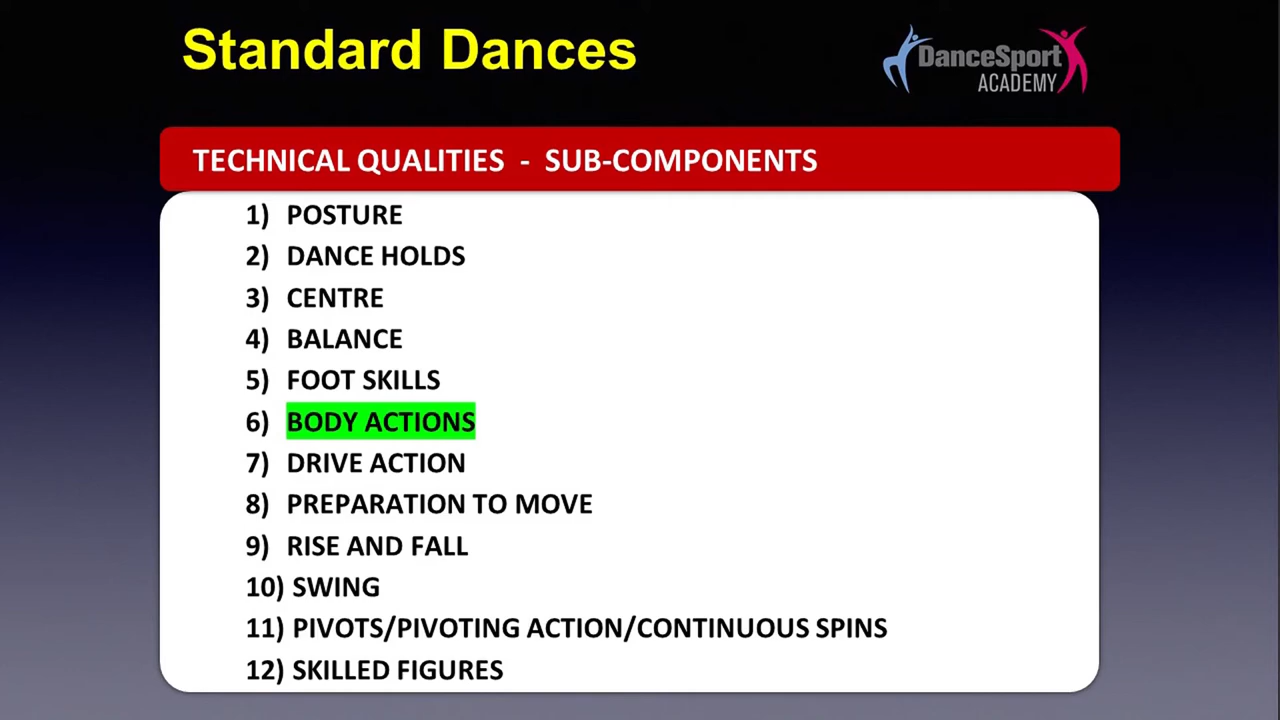 Standard Dances
DanceSport
ACADEMY
TECHNICAL QUALITIES - SUB-COMPONENTS
1) POSTURE
2) DANCE HOLDS
3) CENTRE
4) BALANCE
5) FOOT SKILLS
6) BODY ACTIONS
7) DRIVE ACTION
8) PREPARATION TO MOVE
9) RISE AND FALL
10) SWING
11) PIVOTS/PIVOTING ACTION/CONTINUOUS SPINS
12) SKILLED FIGURES